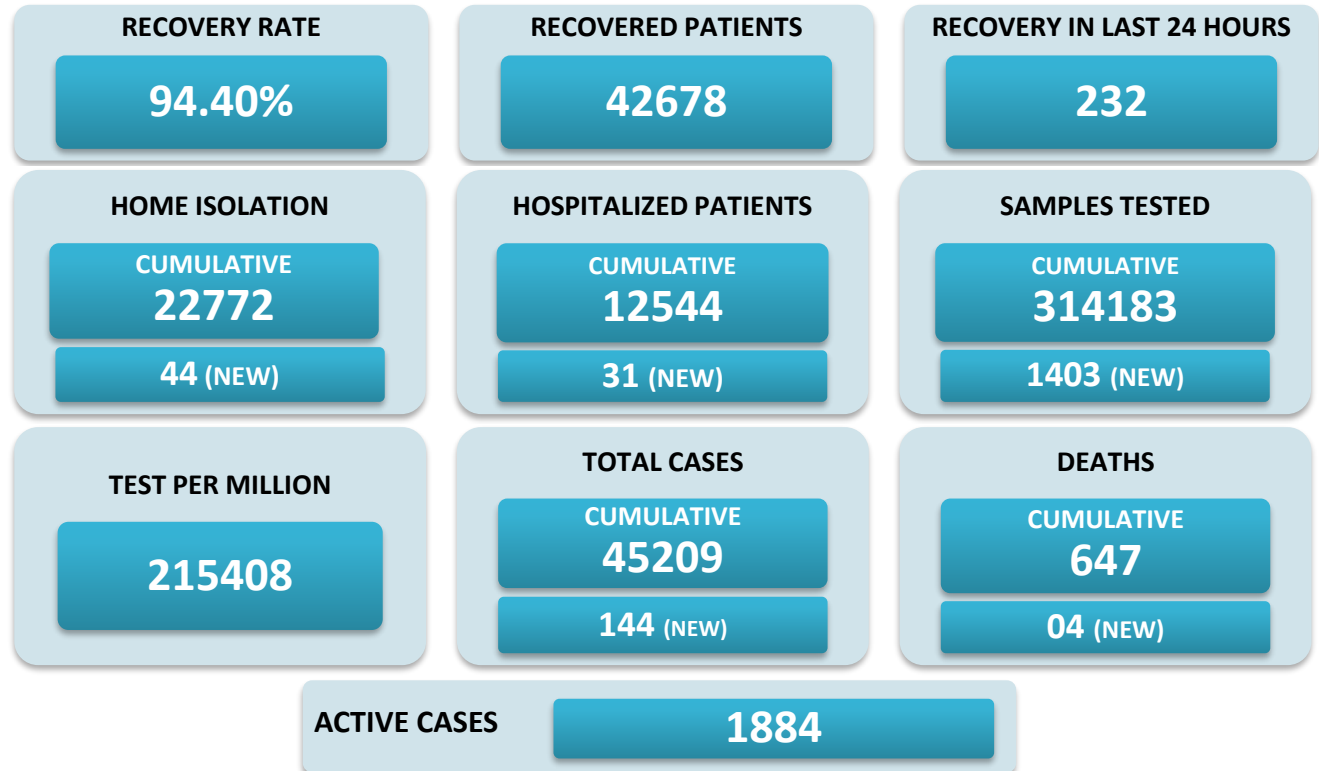 RECOVERY RATE
94.40%
RECOVERED PATIENTS
42678
RECOVERY IN LAST 24 HOURS
232
HOME ISOLATION
CUMULATIVE
22772
44 (NEW)
HOSPITALIZED PATIENTS
CUMULATIVE
12544
31 (NEW)
SAMPLES TESTED
CUMULATIVE
314183
1403 (NEW)
TEST PER MILLION
215408
TOTAL CASES
CUMULATIVE
45209
144 (NEW)
DEATHS
CUMULATIVE
647
04 (NEW)
ACTIVE CASES
1884